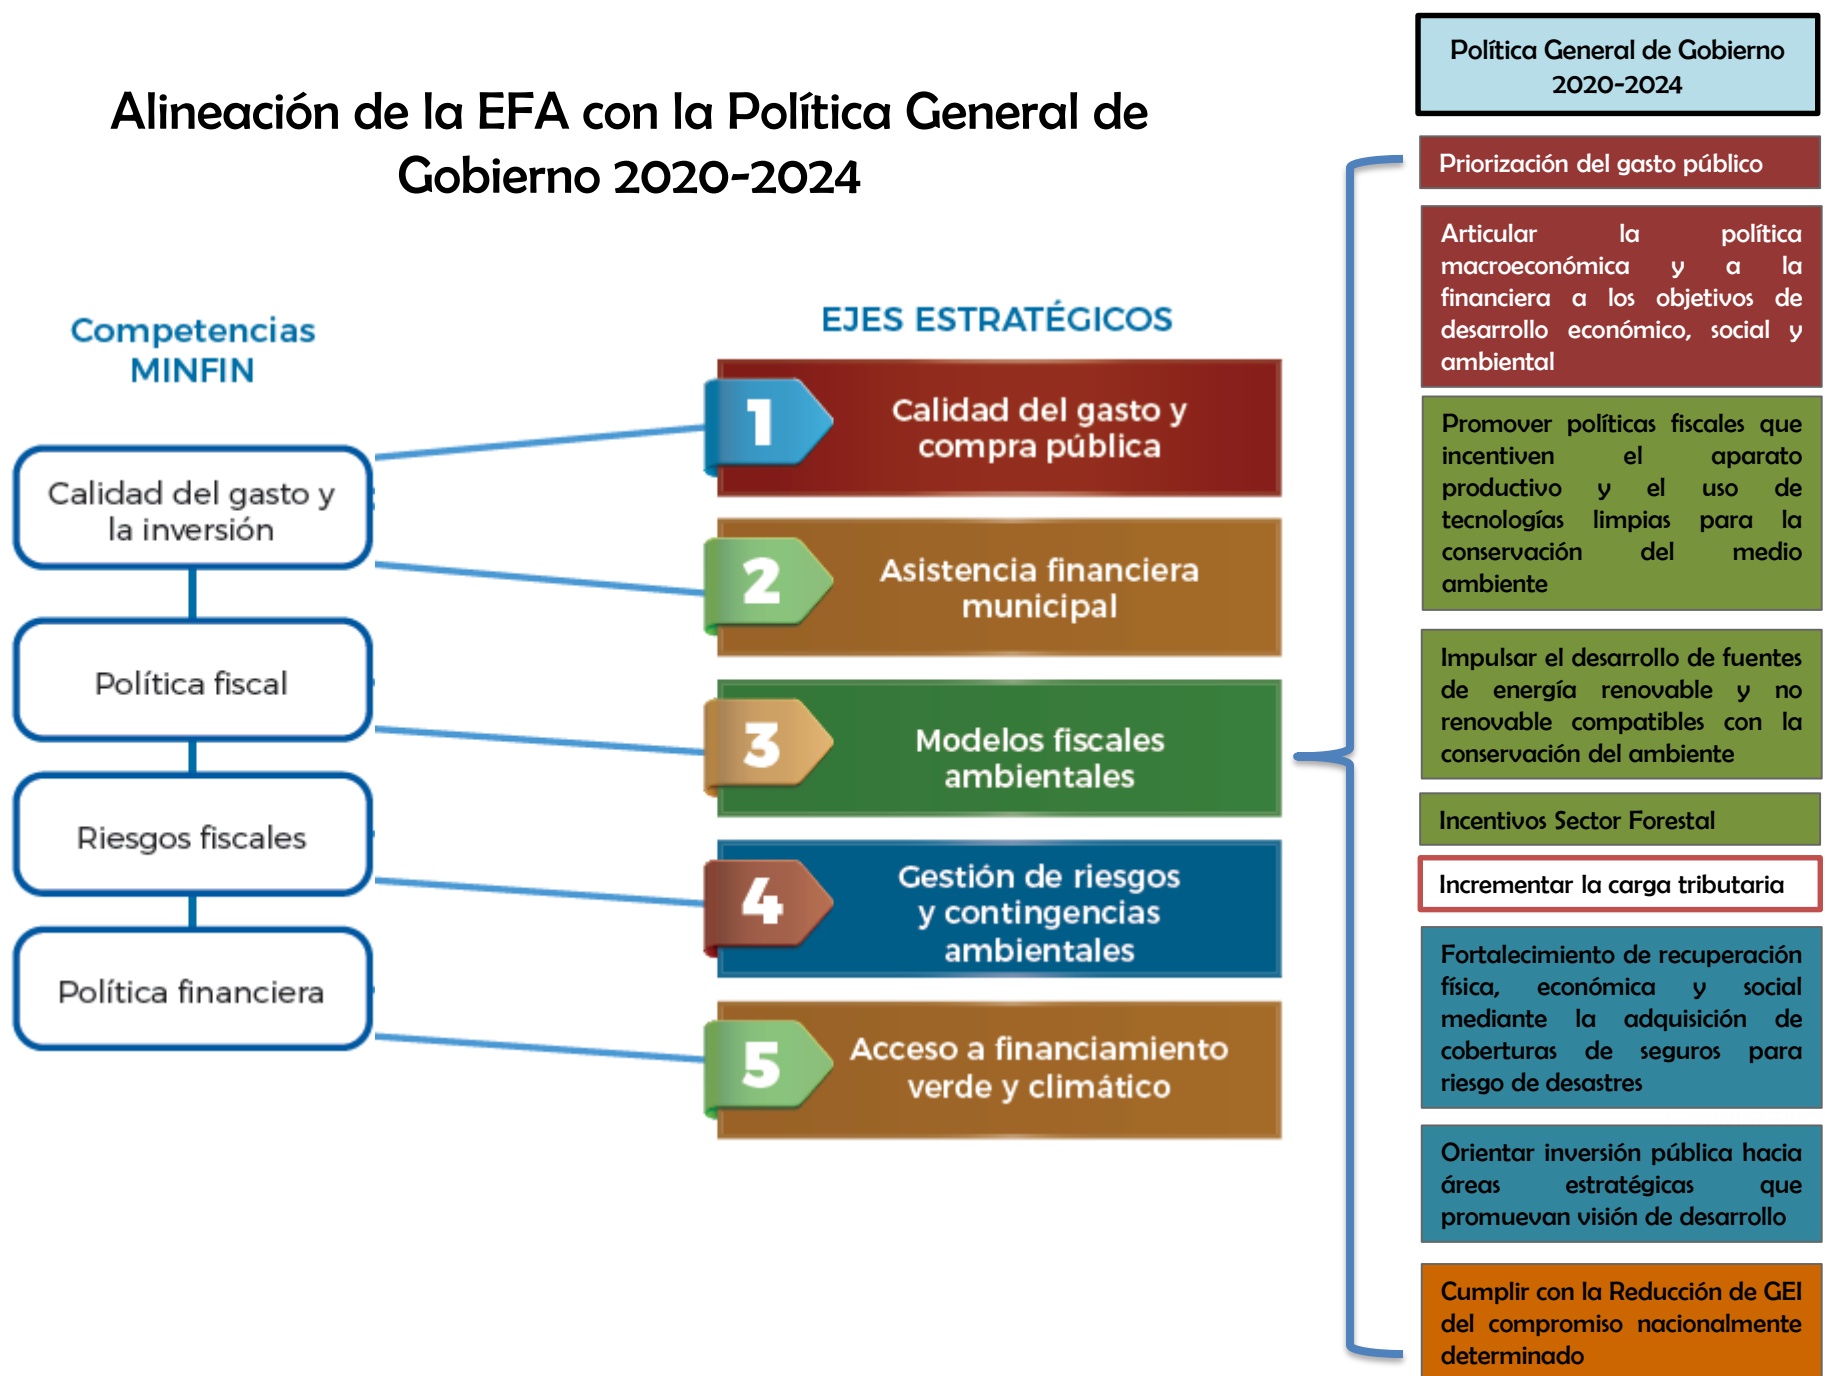 Alineación de la EFA con la Política General de
Gobierno 2020-2024
Competencias
MINFIN
Calidad del gasto y
la inversión
Política fiscal
Riesgos fiscales
Política financiera
EJES ESTRATÉGICOS
1
Calidad del gasto y
compra pública
2
Asistencia financiera
municipal
3
Modelos fiscales
ambientales
4
Gestión de riesgos
y contingencias
ambientales
5
Acceso a financiamiento
verde y climático
Política General de Gobierno
2020-2024
Priorización del gasto público
Articular la política
macroeconómica y a la
financiera a los objetivos de
desarrollo económico, social y
ambiental
Promover políticas fiscales que
incentiven el aparato
productivo y el uso de
tecnologías limpias para la
conservación del medio
ambiente
Impulsar el desarrollo de fuentes
de energía renovable y no
renovable compatibles con la
conservación del ambiente
Incentivos Sector Forestal
Incrementar la carga tributaria
Fortalecimiento de recuperación
física, económica y social
mediante la adquisición de
coberturas de seguros para
riesgo de desastres
Orientar inversión pública hacia
áreas estratégicas que
promuevan visión de desarrollo
Cumplir con la Reducción de GEI
del compromiso nacionalmente
determinado